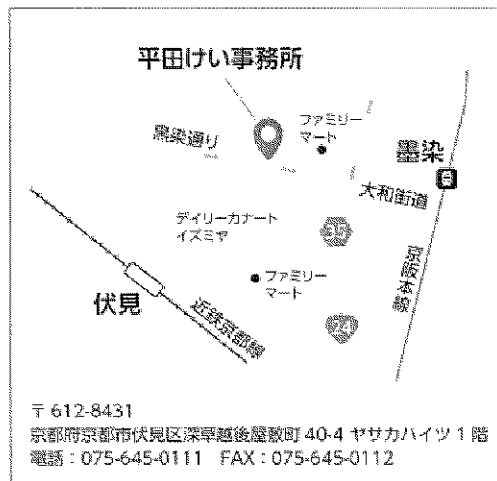 平田けい事務所
ファミリー
マート
墨染通り
墨染
大和街道
デイリーカナート
イズミヤ
ファミリー
マート
京阪本線
伏見
近鉄京都線
24
〒612-8431
京都府京都市伏見区深草越後屋敷町 40-4 ヤサカハイツ 1 階
電話：075-645-0111 FAX：075-645-0112